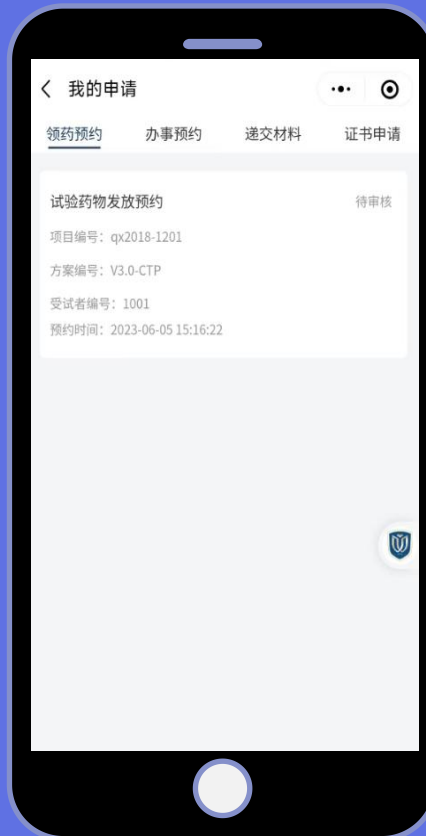 我的申请
领药预约 办事预约 递交材料 证书申请
试验药物发放预约 待审核
项目编号：qx2018-1201
方案编号：V3.0-CTP
受试者编号：1001
预约时间：2023-06-05 15:16:22